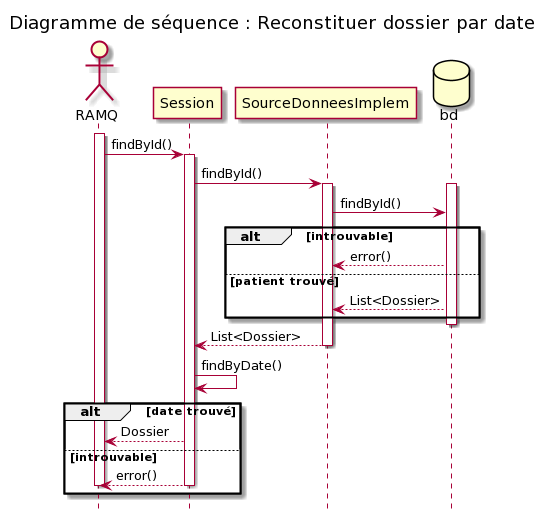 Diagramme de séquence : Reconstituer dossier par date
RAMQ
Session
SourceDonneesImplem
bd
findById()
findById()
findById()
alt
[introuvable]
error()
[patient trouvé]
List<Dossier>
List<Dossier>
findByDate()
alt
[date trouvé]
Dossier
[introuvable]
error()